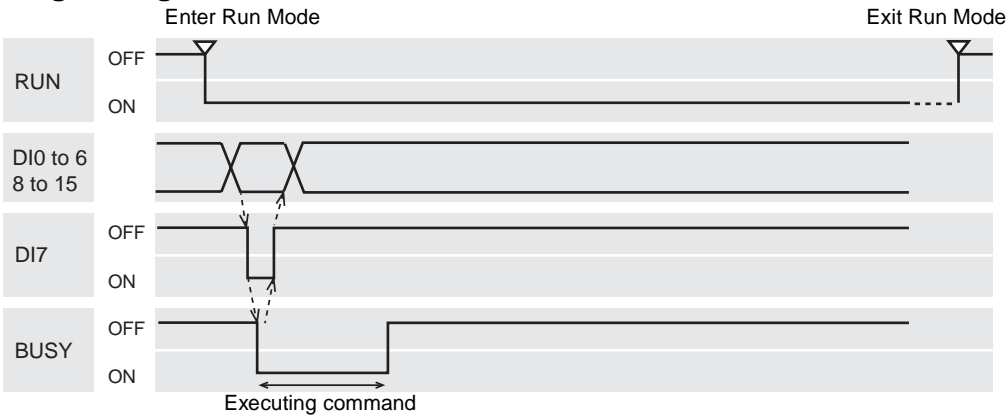 Enter Run Mode
Exit Run Mode
RUN
OFF
ON
DI0 to 6
8 to 15
DI7
OFF
ON
BUSY
OFF
ON
Executing command